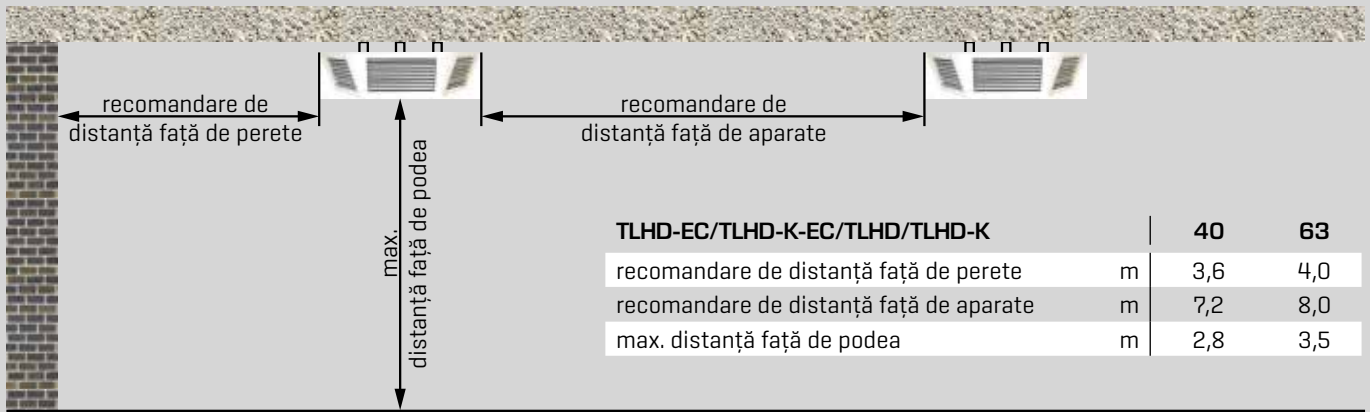 recomandare de
distanță față de perete
recomandare de
distanță față de aparate
max.
distanță față de podea
TLHD-EC/TLHD-K-EC/TLHD/TLHD-K 40 63
recomandare de distanță față de perete m 3,6 4,0
recomandare de distanță față de aparate m 7,2 8,0
max. distanță față de podea m 2,8 3,5